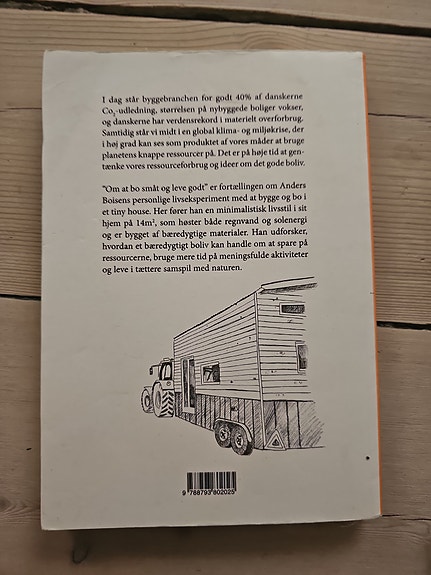 I dag står byggebranchen for godt 40% af danskerne
Co₂-udledning, størrelsen på nybyggede boliger vokser,
og danskerne har verdensrekord i materielt overforbrug.
Samtidig står vi midt i en global klima- og miljøkrise, der
i høj grad kan ses som produktet af vores måder at bruge
planetens knappe ressourcer på. Det er på høje tid at gen-
tænke vores ressourceforbrug og ideer om det gode boliv.
"Om at bo småt og leve godt" er fortællingen om Anders
Boisens personlige livseksperiment med at bygge og bo i
et tiny house. Her fører han en minimalistisk livsstil i sit
hjem på 14m², som høster både regnvand og solenergi
og er bygget af bæredygtige materialer. Han udforsker,
hvordan et bæredygtigt boliv kan handle om at spare på
ressourcerne, bruge mere tid på meningsfulde aktiviteter
og leve i tættere samspil med naturen.
9 788793 802025